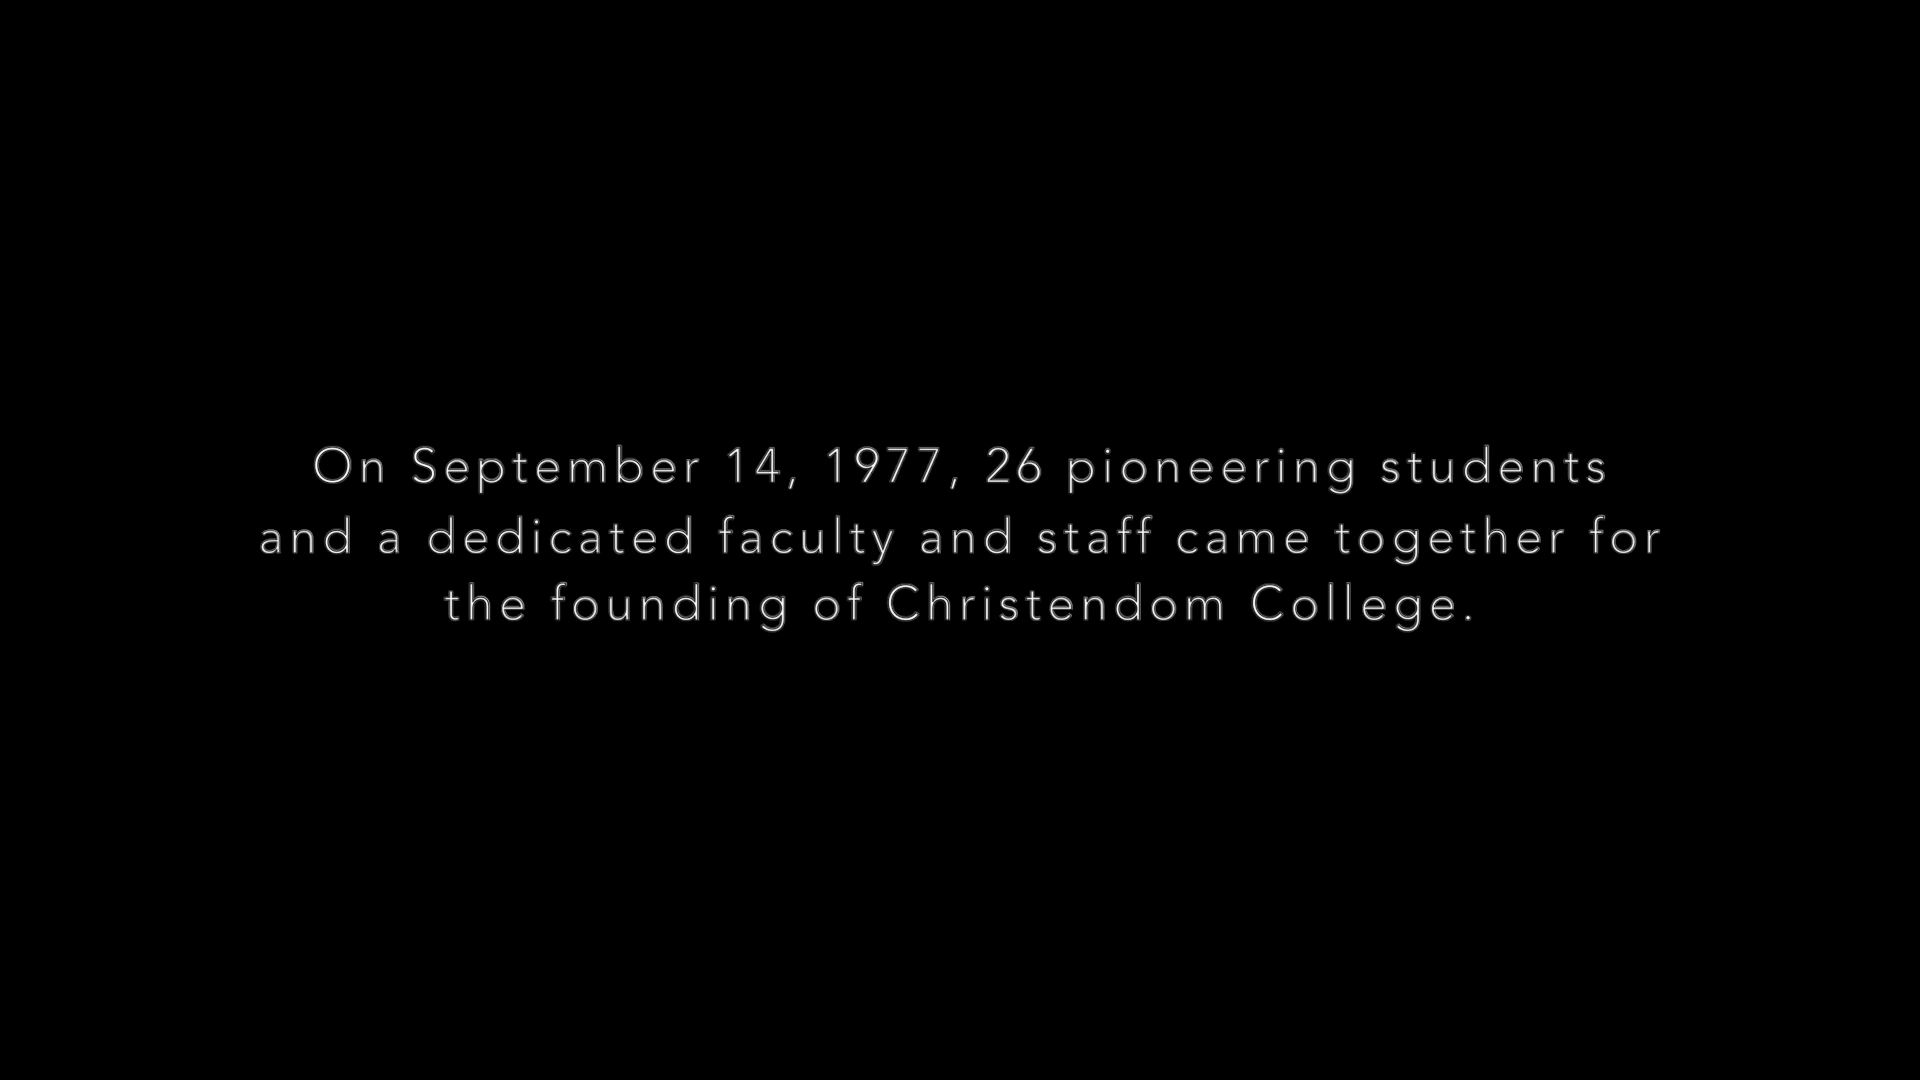 On September 14, 1977, 26 pioneering students
and a dedicated faculty and staff came together for
the founding of Christendom College.